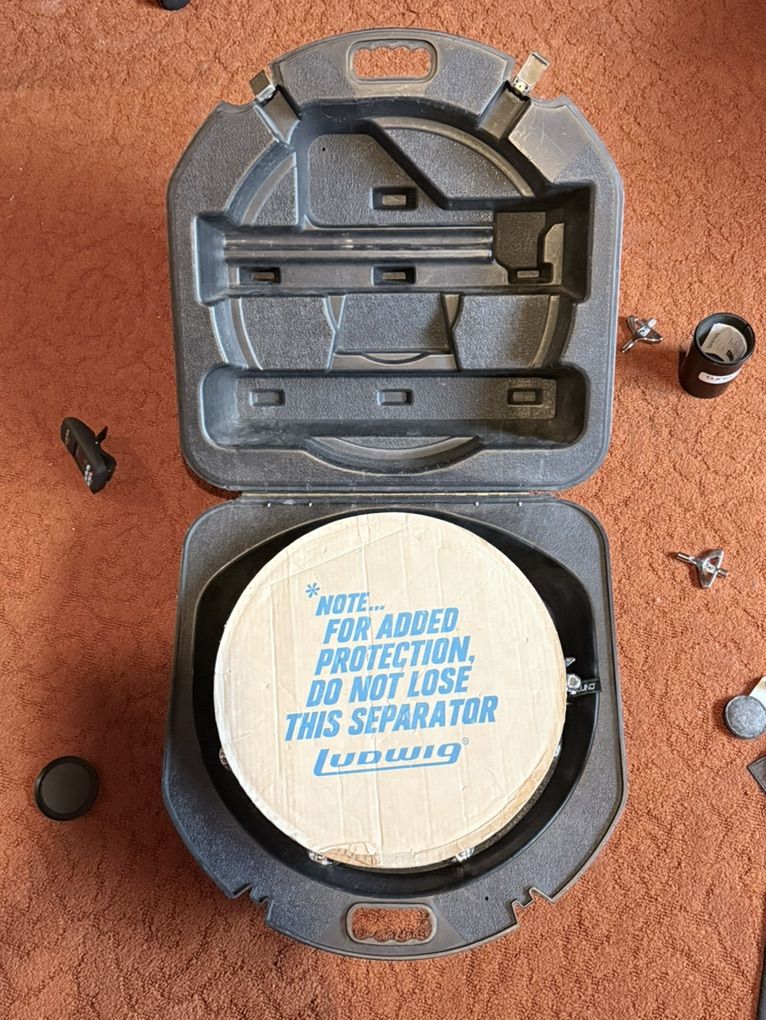 *NOTE...
FOR ADDED
PROTECTION,
DO NOT LOSE
THIS SEPARATOR
LUDWIG®